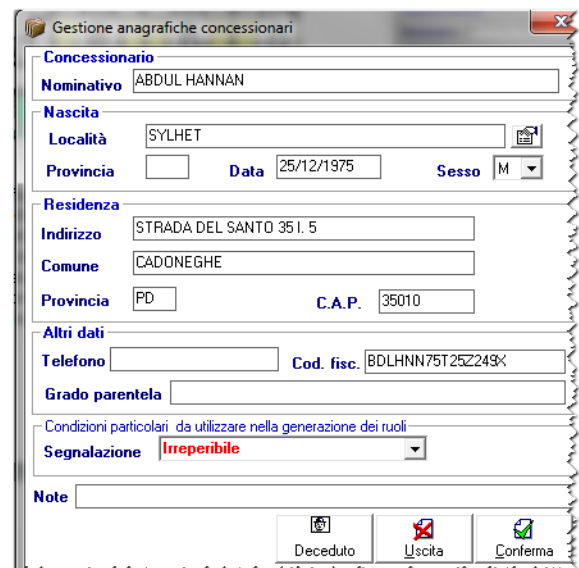 Gestione anagrafiche concessionari
Concessionario
Nominativo ABDUL HANNAN
Nascita
Località SYLHET
Provincia Data 25/12/1975 Sesso M
Residenza
Indirizzo STRADA DEL SANTO 35 I. 5
Comune CADONEGHE
Provincia PD C.A.P. 35010
Altri dati
Telefono Cod. fisc. BDLHNN75T25Z249X
Grado parentela
Condizioni particolari da utilizzare nella generazione dei ruoli
Segnalazione Irreperibile
Note
Deceduto Uscita Conferma